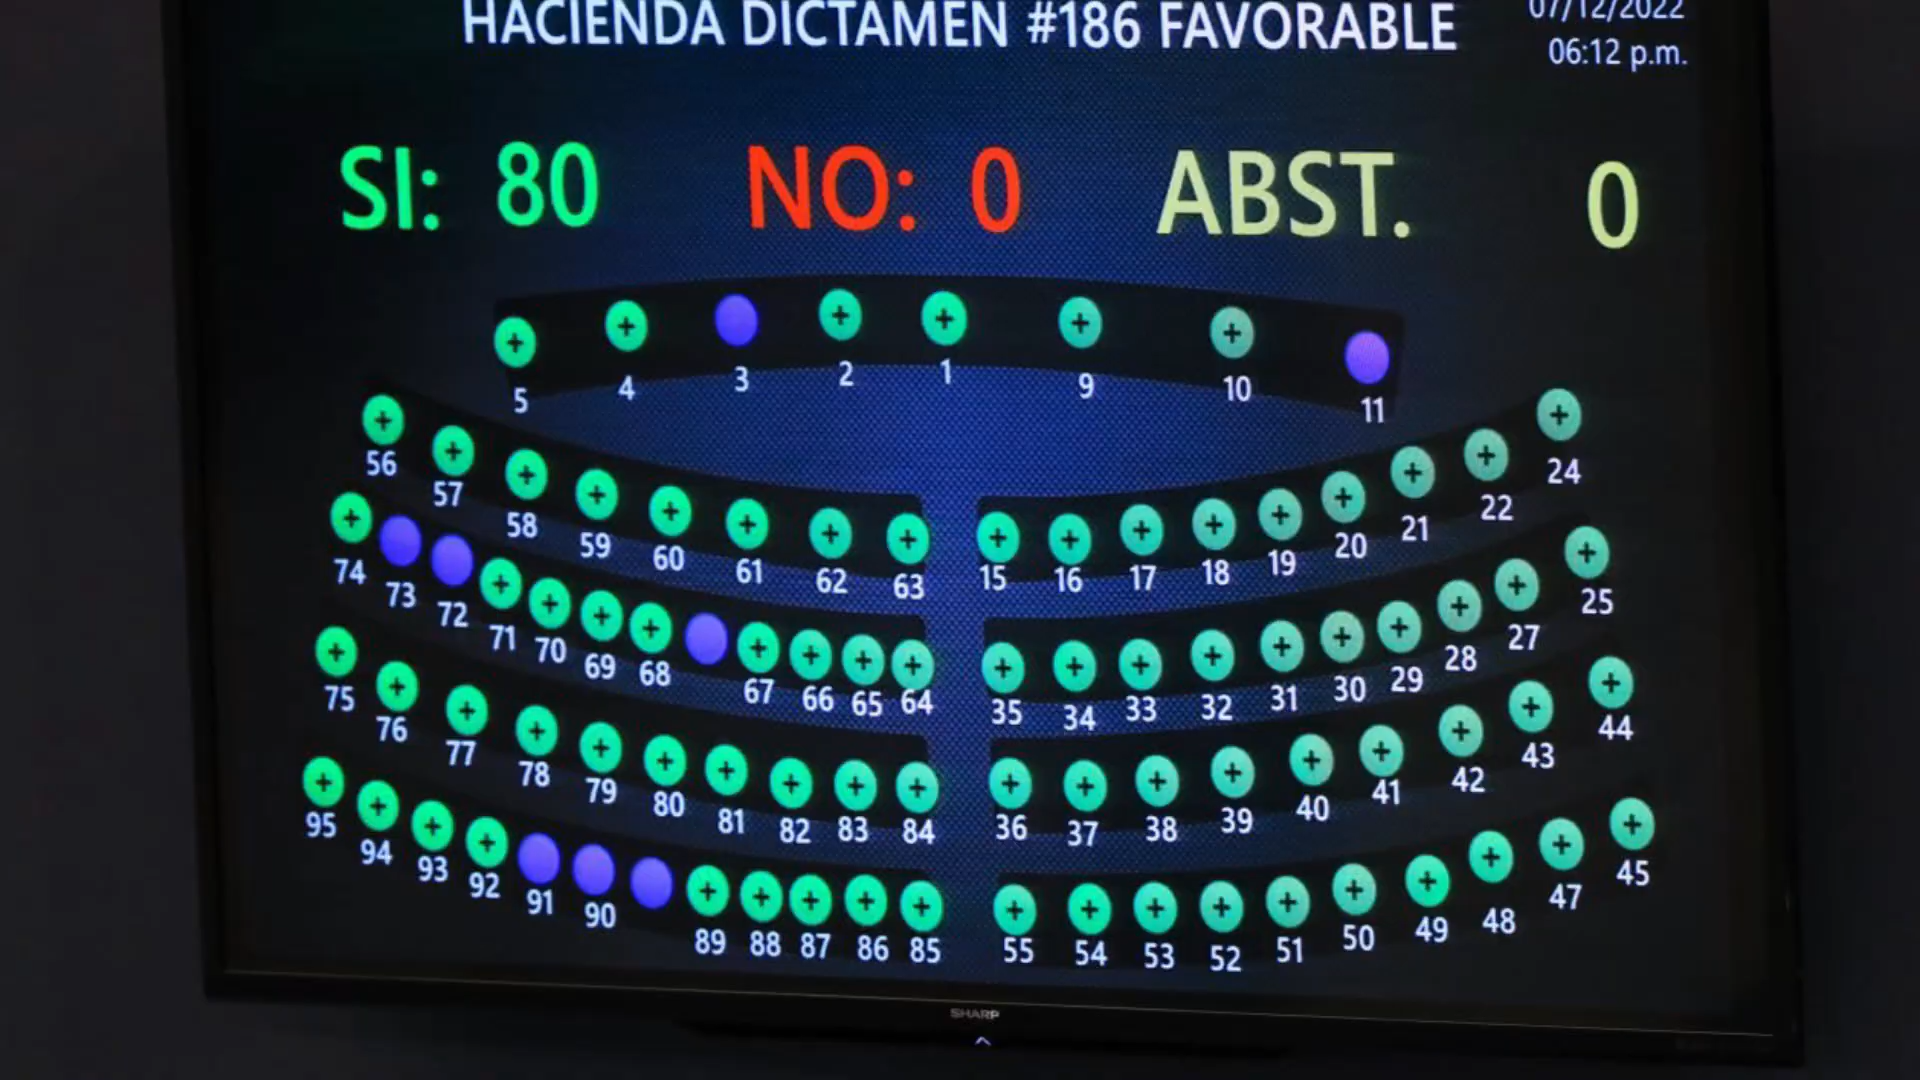 HACIENDA DICTAMEN #186 FAVORABLE
07/12/2022
06:12 p.m.
SI: 80 NO: 0 ABST. 0
5 4 3 2 1 9 10 11
56 57 58 59 60 61 62 63 15 16 17 18 19 20 21 22 24
74 73 72 71 70 69 68 67 66 65 64 35 34 33 32 31 30 29 28 27 25
75 76 77 78 79 80 81 82 83 84 36 37 38 39 40 41 42 43 44
95 94 93 92 91 90 89 88 87 86 85 55 54 53 52 51 50 49 48 47 45
SHARP